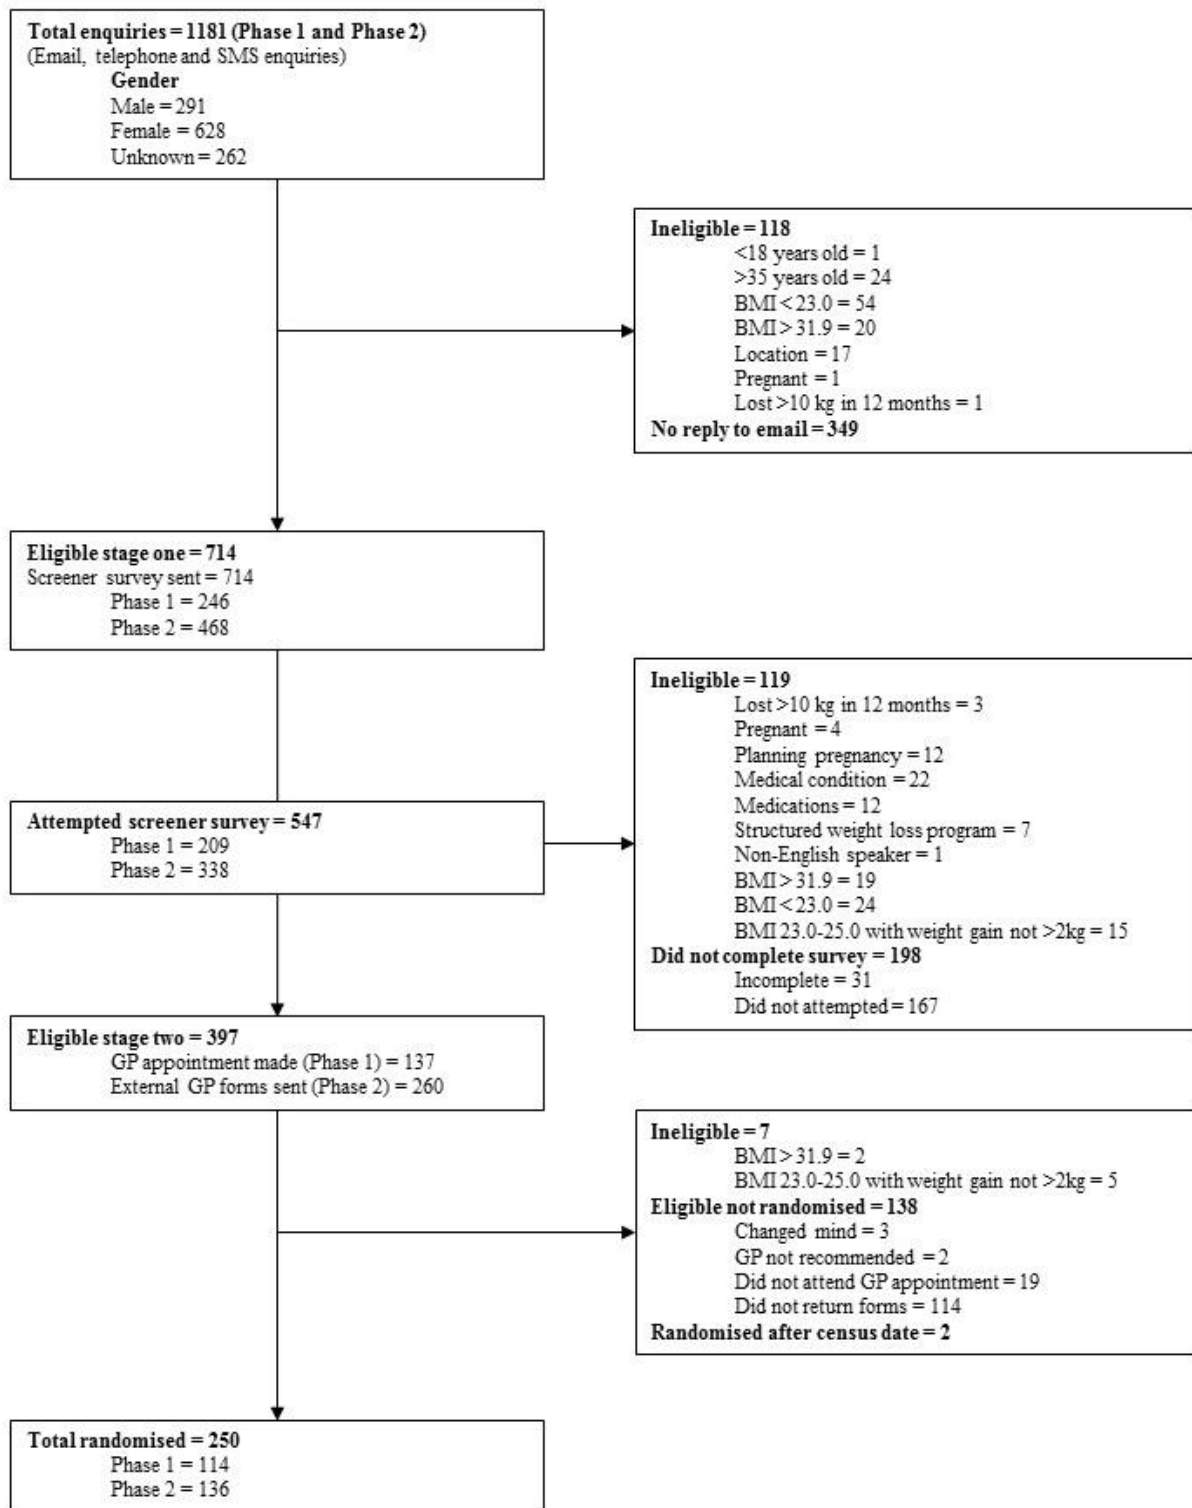 Total enquiries = 1181 (Phase 1 and Phase 2)
(Email, telephone and SMS enquiries)
Gender
Male = 291
Female = 628
Unknown = 262
Ineligible = 118
<18 years old = 1
>35 years old = 24
BMI < 23.0 = 54
BMI > 31.9 = 20
Location = 17
Pregnant = 1
Lost >10 kg in 12 months = 1
No reply to email = 349
Eligible stage one = 714
Screener survey sent = 714
Phase 1 = 246
Phase 2 = 468
Ineligible = 119
Lost >10 kg in 12 months = 3
Pregnant = 4
Planning pregnancy = 12
Medical condition = 22
Medications = 12
Structured weight loss program = 7
Non-English speaker = 1
BMI > 31.9 = 19
BMI < 23.0 = 24
BMI 23.0-25.0 with weight gain not >2kg = 15
Did not complete survey = 198
Incomplete = 31
Did not attempted = 167
Attempted screener survey = 547
Phase 1 = 209
Phase 2 = 338
Eligible stage two = 397
GP appointment made (Phase 1) = 137
External GP forms sent (Phase 2) = 260
Ineligible = 7
BMI > 31.9 = 2
BMI 23.0-25.0 with weight gain not >2kg = 5
Eligible not randomised = 138
Changed mind = 3
GP not recommended = 2
Did not attend GP appointment = 19
Did not return forms = 114
Randomised after census date = 2
Total randomised = 250
Phase 1 = 114
Phase 2 = 136